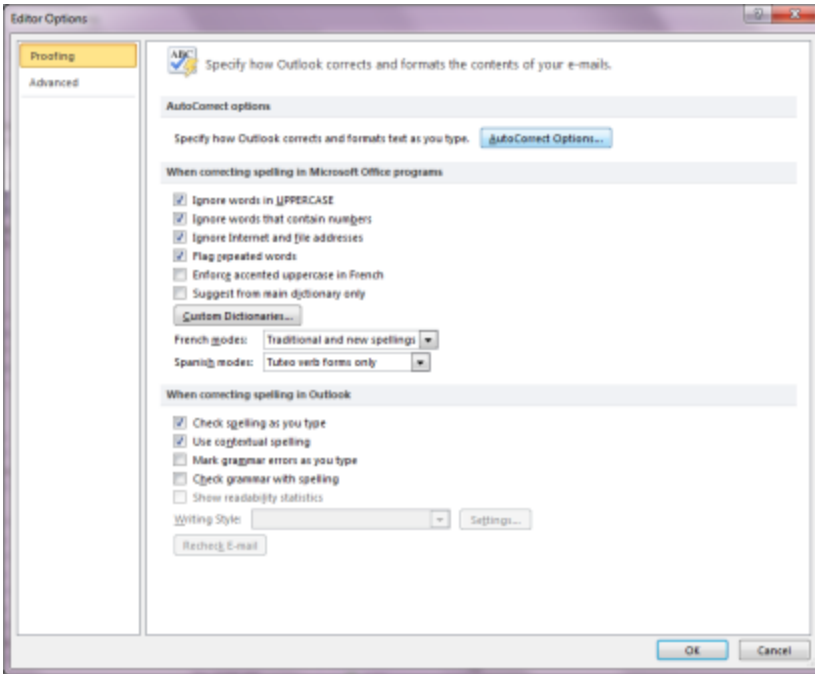 Editor Options
Proofing
Advanced
ABC
Specify how Outlook corrects and formats the contents of your e-mails.
AutoCorrect options
Specify how Outlook corrects and formats text as you type. AutoCorrect Options...
When correcting spelling in Microsoft Office programs
Ignore words in UPPERCASE
Ignore words that contain numbers
Ignore Internet and file addresses
Flag repeated words
Enforce accented uppercase in French
Suggest from main dictionary only
Custom Dictionaries...
French modes: Traditional and new spellings
Spanish modes: Tuteo verb forms only
When correcting spelling in Outlook
Check spelling as you type
Use contextual spelling
Mark grammar errors as you type
Check grammar with spelling
Show readability statistics
Writing Style: Settings...
Recheck E-mail
OK Cancel